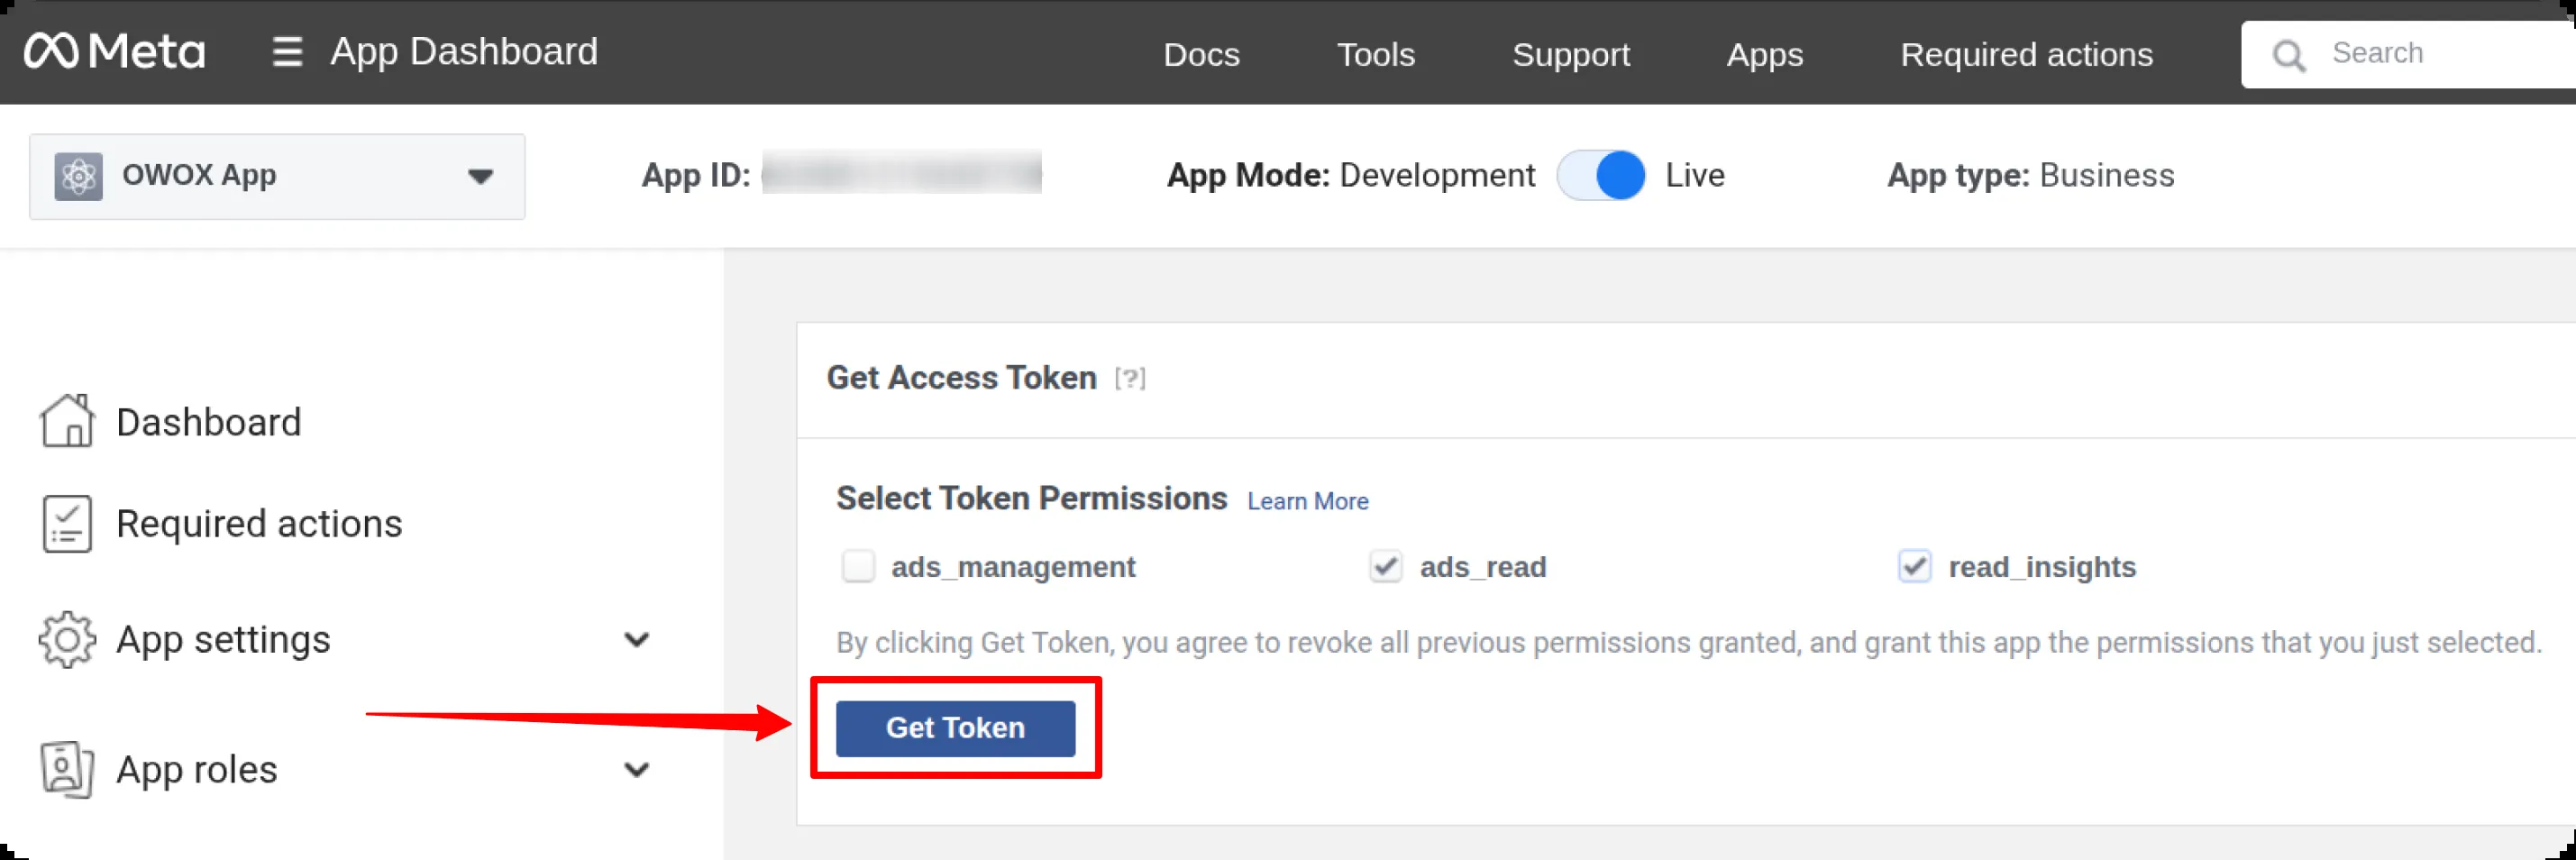 Meta App Dashboard Docs Tools Support Apps Required actions Search
OWOX App App ID: App Mode: Development Live App type: Business
Get Access Token [?]
Dashboard
Select Token Permissions Learn More
Required actions
ads_management ads_read read_insights
App settings
By clicking Get Token, you agree to revoke all previous permissions granted, and grant this app the permissions that you just selected.
Get Token
App roles